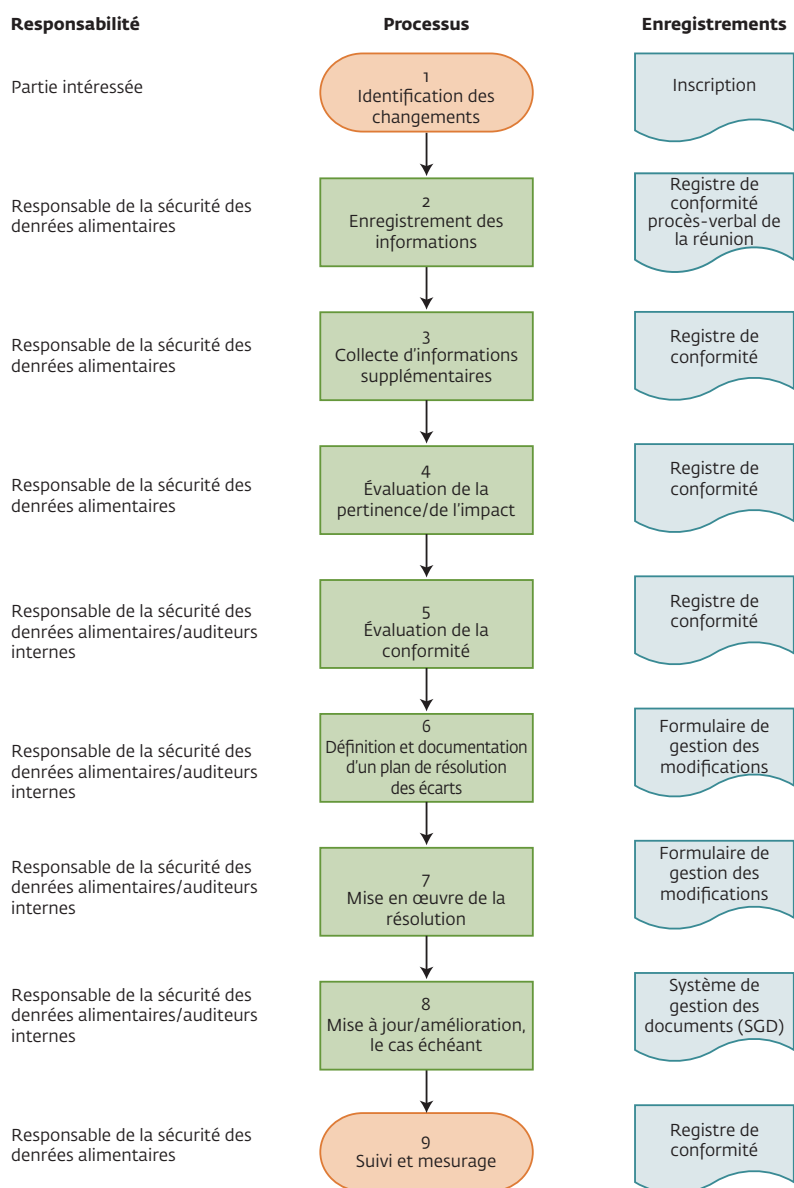 Responsabilité
Processus
Enregistrements
Partie intéressée
1
Identification des
changements
Inscription
Responsable de la sécurité des
denrées alimentaires
2
Enregistrement des
informations
Registre de
conformité
procès-verbal de
la réunion
Responsable de la sécurité des
denrées alimentaires
3
Collecte d'informations
supplémentaires
Registre de
conformité
Responsable de la sécurité des
denrées alimentaires
4
Évaluation de la
pertinence/de l'impact
Registre de
conformité
Responsable de la sécurité des
denrées alimentaires/auditeurs
internes
5
Évaluation de la
conformité
Registre de
conformité
Responsable de la sécurité des
denrées alimentaires/auditeurs
internes
6
Définition et documentation
d'un plan de résolution
des écarts
Formulaire de
gestion des
modifications
Responsable de la sécurité des
denrées alimentaires/auditeurs
internes
7
Mise en œuvre de la
résolution
Formulaire de
gestion des
modifications
Responsable de la sécurité des
denrées alimentaires/auditeurs
internes
8
Mise à jour/amélioration,
le cas échéant
Système de
gestion des
documents (SGD)
Responsable de la sécurité des
denrées alimentaires
9
Suivi et mesurage
Registre de
conformité